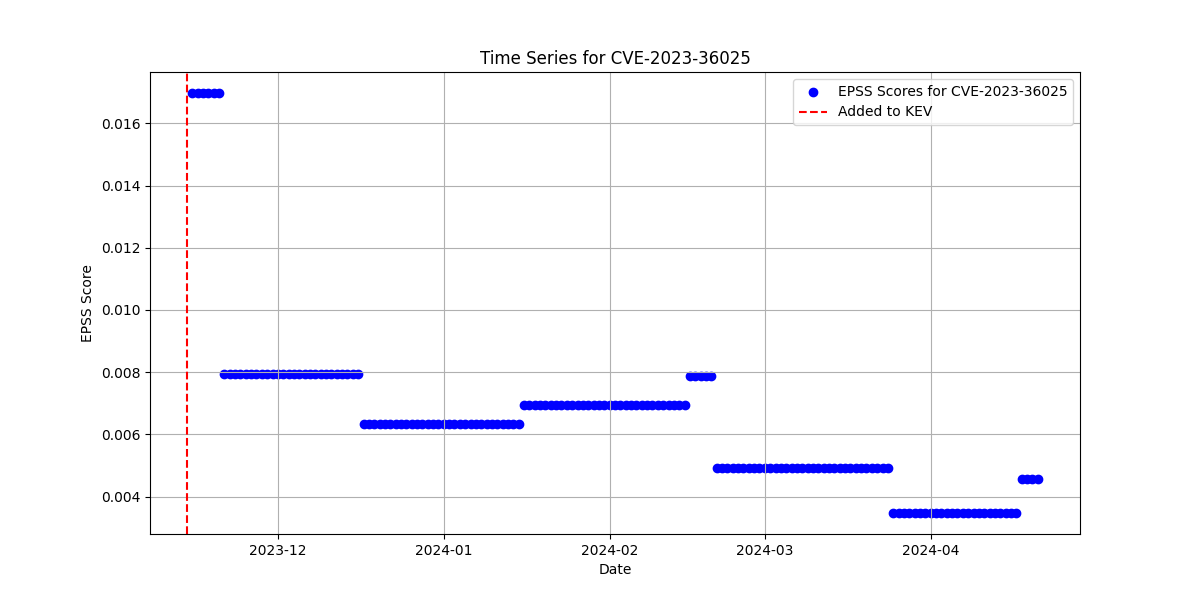 Time Series for CVE-2023-36025
EPSS Scores for CVE-2023-36025
Added to KEV
0.016
0.014
0.012
0.010
0.008
0.006
0.004
EPSS Score
2023-12
2024-01
2024-02
2024-03
2024-04
Date